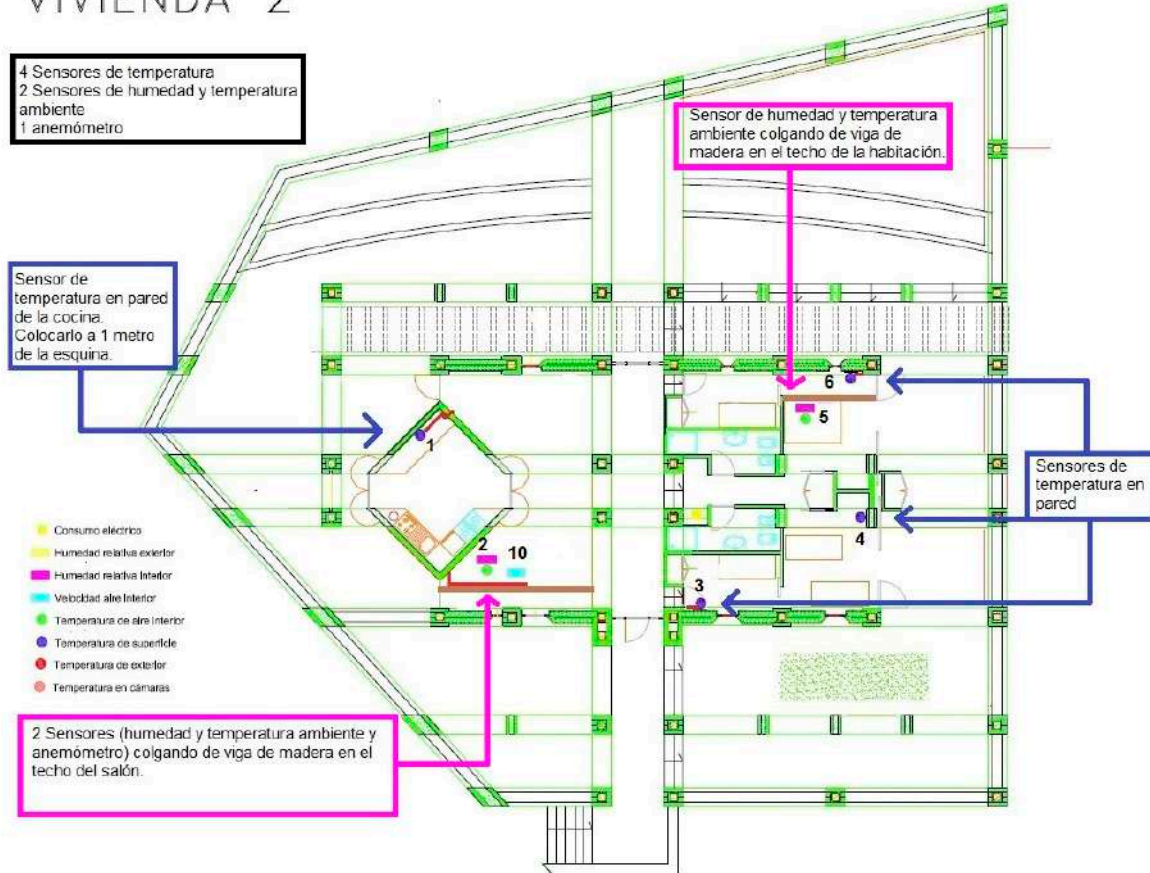 VIVIENDA 2
4 Sensores de temperatura
2 Sensores de humedad y temperatura
ambiente
1 anemómetro
Sensor de humedad y temperatura
ambiente colgando de viga de
madera en el techo de la habitación.
Sensor de
temperatura en pared
de la cocina.
Colocarlo a 1 metro
de la esquina.
6
5
1
Sensores de
temperatura en
pared
4
2
10
3
Consumo eléctrico
Humedad relativa exterior
Humedad relativa Interior
Velocidad aire Interior
Temperatura de aire Interior
Temperatura de superficie
Temperatura de exterior
Temperatura en cámaras
2 Sensores (humedad y temperatura ambiente y
anemómetro) colgando de viga de madera en el
techo del salón.